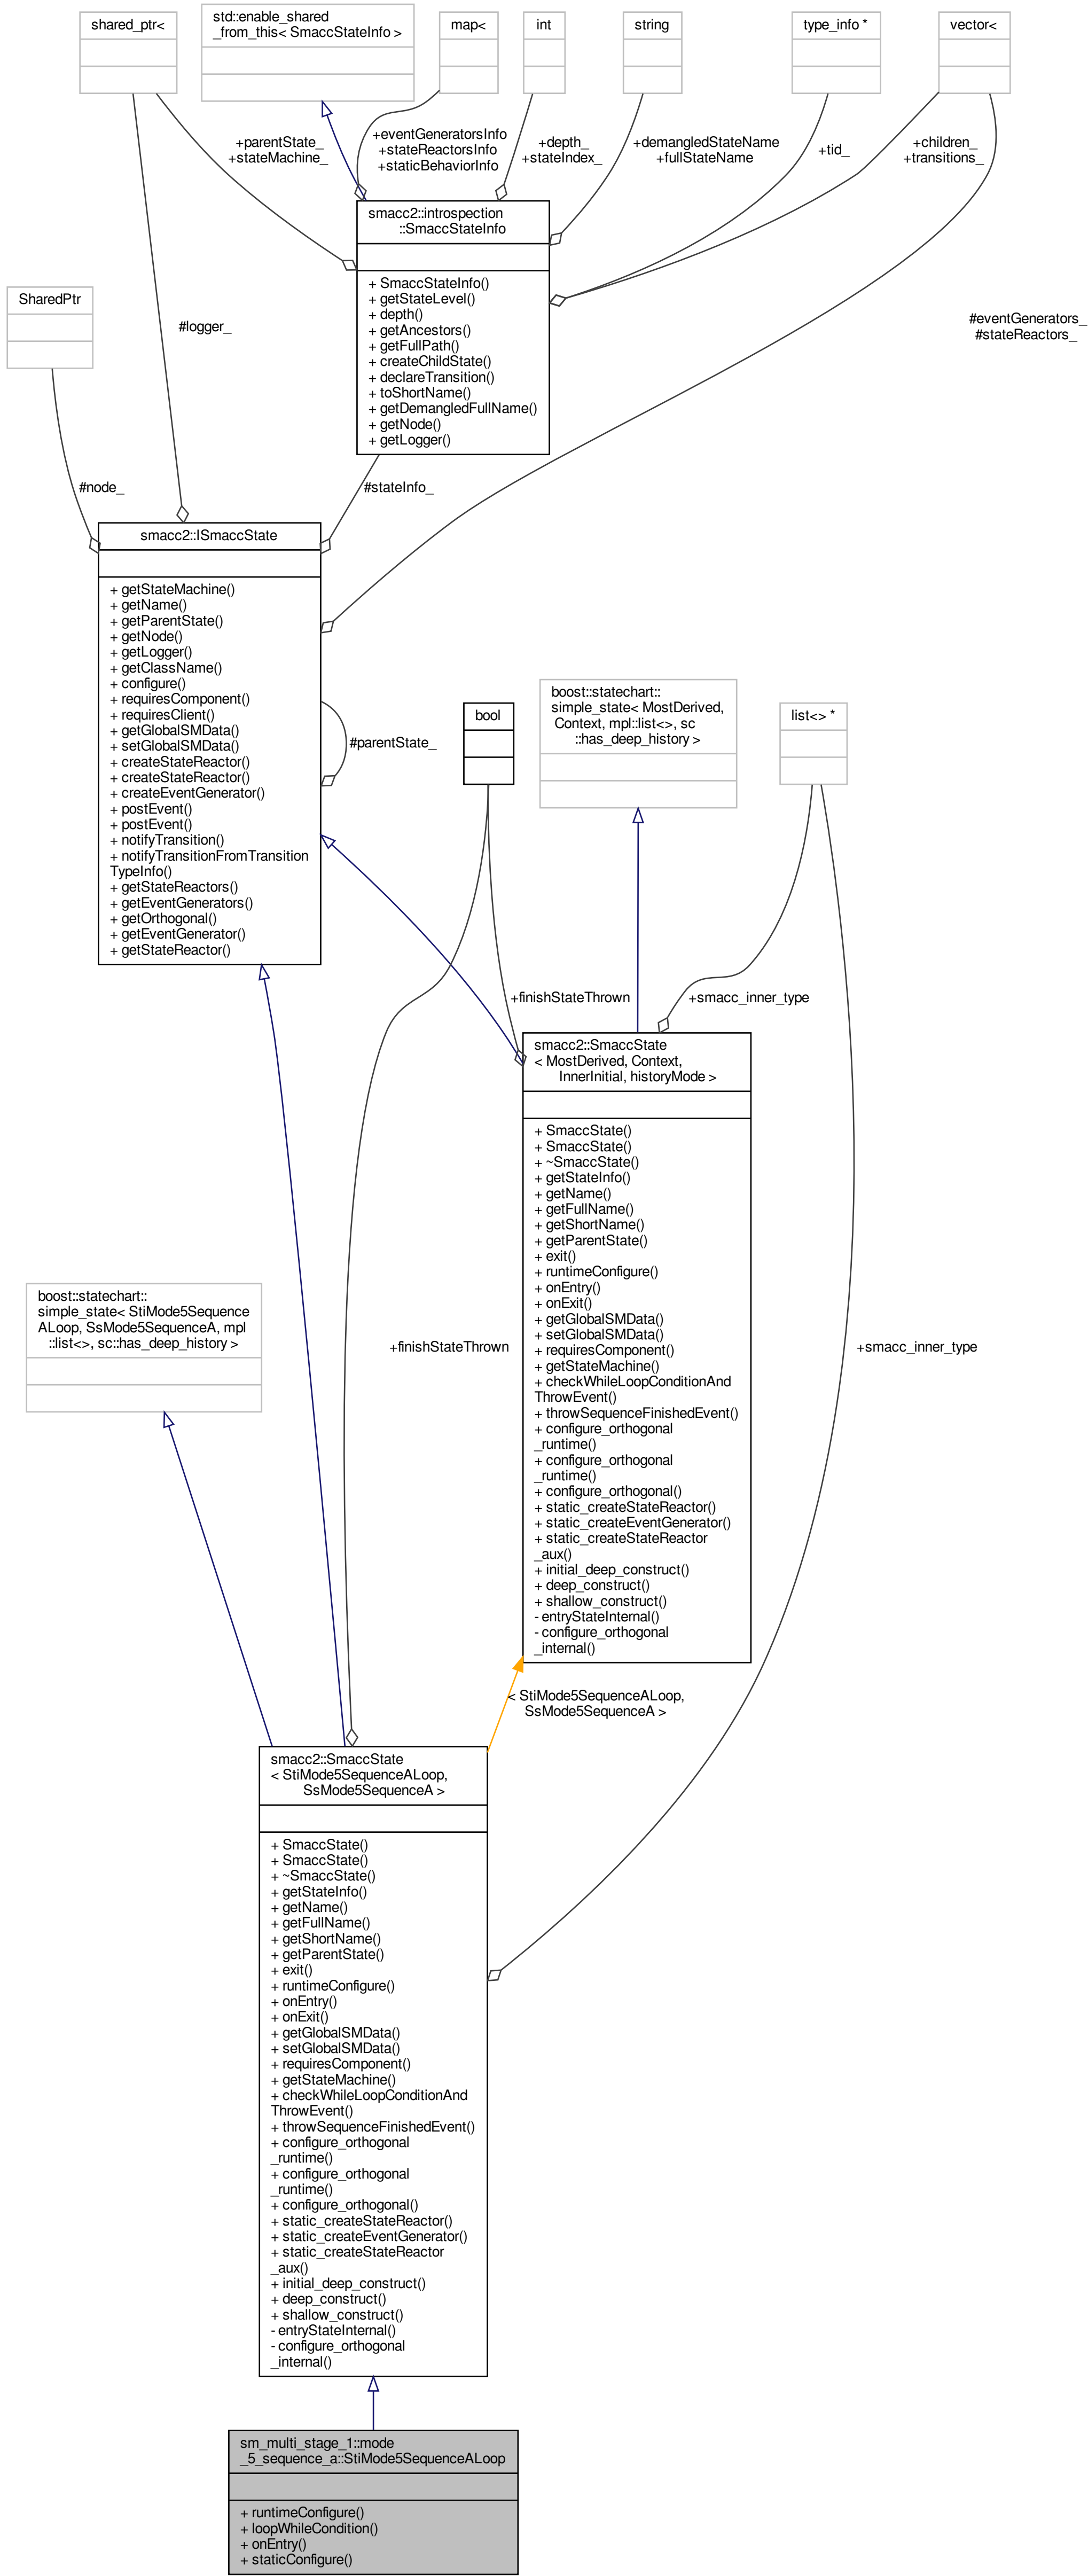 shared_ptr<
std::enable_shared
_from_this< SmaccStateInfo >
map<
int
string
type_info *
vector<
+parentState_
+stateMachine_
+eventGeneratorsInfo
+stateReactorsInfo
+staticBehaviorInfo
+depth_
+stateIndex_
+demangledStateName
+fullStateName
+tid_
+children_
+transitions_
smacc2::introspection
::SmaccStateInfo
+ SmaccStateInfo()
+ getStateLevel()
+ depth()
+ getAncestors()
+ getFullPath()
+ createChildState()
+ declareTransition()
+ toShortName()
+ getDemangledFullName()
+ getNode()
+ getLogger()
SharedPtr
#logger_
#eventGenerators_
#stateReactors_
#node_
#stateInfo_
smacc2::ISmaccState
+ getStateMachine()
+ getName()
+ getParentState()
+ getNode()
+ getLogger()
+ getClassName()
+ configure()
+ requiresComponent()
+ requiresClient()
+ getGlobalSMData()
+ setGlobalSMData()
+ createStateReactor()
+ createStateReactor()
+ createEventGenerator()
+ postEvent()
+ postEvent()
+ notifyTransition()
+ notifyTransitionFromTransition
TypeInfo()
+ getStateReactors()
+ getEventGenerators()
+ getOrthogonal()
+ getEventGenerator()
+ getStateReactor()
#parentState_
bool
boost::statechart::
simple_state< MostDerived,
Context, mpl::list<>, sc
::has_deep_history >
list<> *
+finishStateThrown
+smacc_inner_type
smacc2::SmaccState
< MostDerived, Context,
InnerInitial, historyMode >
+ SmaccState()
+ SmaccState()
+ ~SmaccState()
+ getStateInfo()
+ getName()
+ getFullName()
+ getShortName()
+ getParentState()
+ exit()
+ runtimeConfigure()
+ onEntry()
+ onExit()
+ getGlobalSMData()
+ setGlobalSMData()
+ requiresComponent()
+ getStateMachine()
+ checkWhileLoopConditionAnd
ThrowEvent()
+ throwSequenceFinishedEvent()
+ configure_orthogonal
_runtime()
+ configure_orthogonal
_runtime()
+ configure_orthogonal()
+ static_createStateReactor()
+ static_createEventGenerator()
+ static_createStateReactor
_aux()
+ initial_deep_construct()
+ deep_construct()
+ shallow_construct()
- entryStateInternal()
- configure_orthogonal
_internal()
boost::statechart::
simple_state< StiMode5Sequence
ALoop, SsMode5SequenceA, mpl
::list<>, sc::has_deep_history >
+finishStateThrown
+smacc_inner_type
< StiMode5SequenceALoop,
SsMode5SequenceA >
smacc2::SmaccState
< StiMode5SequenceALoop,
SsMode5SequenceA >
+ SmaccState()
+ SmaccState()
+ ~SmaccState()
+ getStateInfo()
+ getName()
+ getFullName()
+ getShortName()
+ getParentState()
+ exit()
+ runtimeConfigure()
+ onEntry()
+ onExit()
+ getGlobalSMData()
+ setGlobalSMData()
+ requiresComponent()
+ getStateMachine()
+ checkWhileLoopConditionAnd
ThrowEvent()
+ throwSequenceFinishedEvent()
+ configure_orthogonal
_runtime()
+ configure_orthogonal
_runtime()
+ configure_orthogonal()
+ static_createStateReactor()
+ static_createEventGenerator()
+ static_createStateReactor
_aux()
+ initial_deep_construct()
+ deep_construct()
+ shallow_construct()
- entryStateInternal()
- configure_orthogonal
_internal()
sm_multi_stage_1::mode
_5_sequence_a::StiMode5SequenceALoop
+ runtimeConfigure()
+ loopWhileCondition()
+ onEntry()
+ staticConfigure()